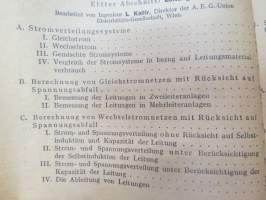 Elfter Abschnitt:
Bearbeitet von Ingenieur L. Kallir, Direktor der A. E. G.-Union
Elektrizitäts-Gesellschaft, Wien.
A. Stromverteilungssysteme
I. Gleichstrom
II. Wechselstrom
III. Gemischte Stromsysteme
IV. Vergleich der Stromsysteme in bezug auf Leitungsmaterial-
verbrauch
B. Berechnung von Gleichstromnetzen mit Rücksicht auf
Spannungsabfall
I. Bemessung der Leitungen in Zweileiteranlagen
II. Bemessung der Leitungen in Mehrleiteranlagen
C. Berechnung von Wechselstromnetzen mit Rücksicht auf
Spannungsabfall
I. Strom- und Spannungsverteilung ohne Rücksicht auf Selbst-
induktion und Kapazität der Leitung
II. Strom- und Spannungsverteilung unter Berücksichtigung
der Selbstinduktion der Leitung
III. Strom- und Spannungsverteilung unter Berücksichtigung
der Kapazität der Leitung
IV. Die Ableitung von Leitungen